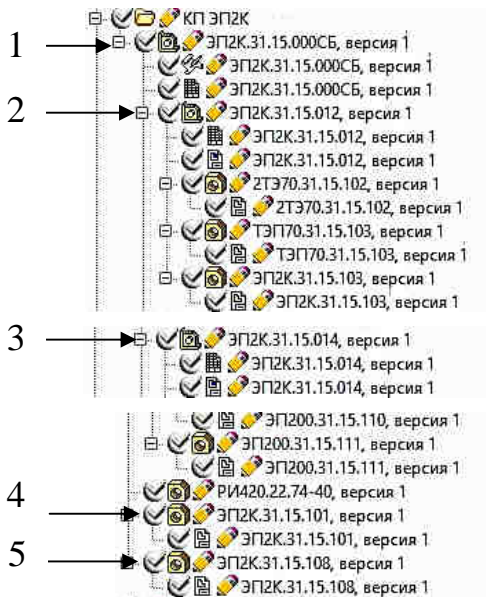 КП ЭП2К
1 ЭП2К.31.15.000СБ, версия 1
ЭП2К.31.15.000СБ, версия 1
ЭП2К.31.15.000СБ, версия 1
2 ЭП2К.31.15.012, версия 1
ЭП2К.31.15.012, версия 1
ЭП2К.31.15.012, версия 1
2ТЭ70.31.15.102, версия 1
2ТЭ70.31.15.102, версия 1
ТЭП70.31.15.103, версия 1
ТЭП70.31.15.103, версия 1
ЭП2К.31.15.103, версия 1
ЭП2К.31.15.103, версия 1
3 ЭП2К.31.15.014, версия 1
ЭП2К.31.15.014, версия 1
ЭП2К.31.15.014, версия 1
ЭП200.31.15.110, версия 1
ЭП200.31.15.111, версия 1
ЭП200.31.15.111, версия 1
РИ420.22.74-40, версия 1
4 ЭП2К.31.15.101, версия 1
ЭП2К.31.15.101, версия 1
5 ЭП2К.31.15.108, версия 1
ЭП2К.31.15.108, версия 1